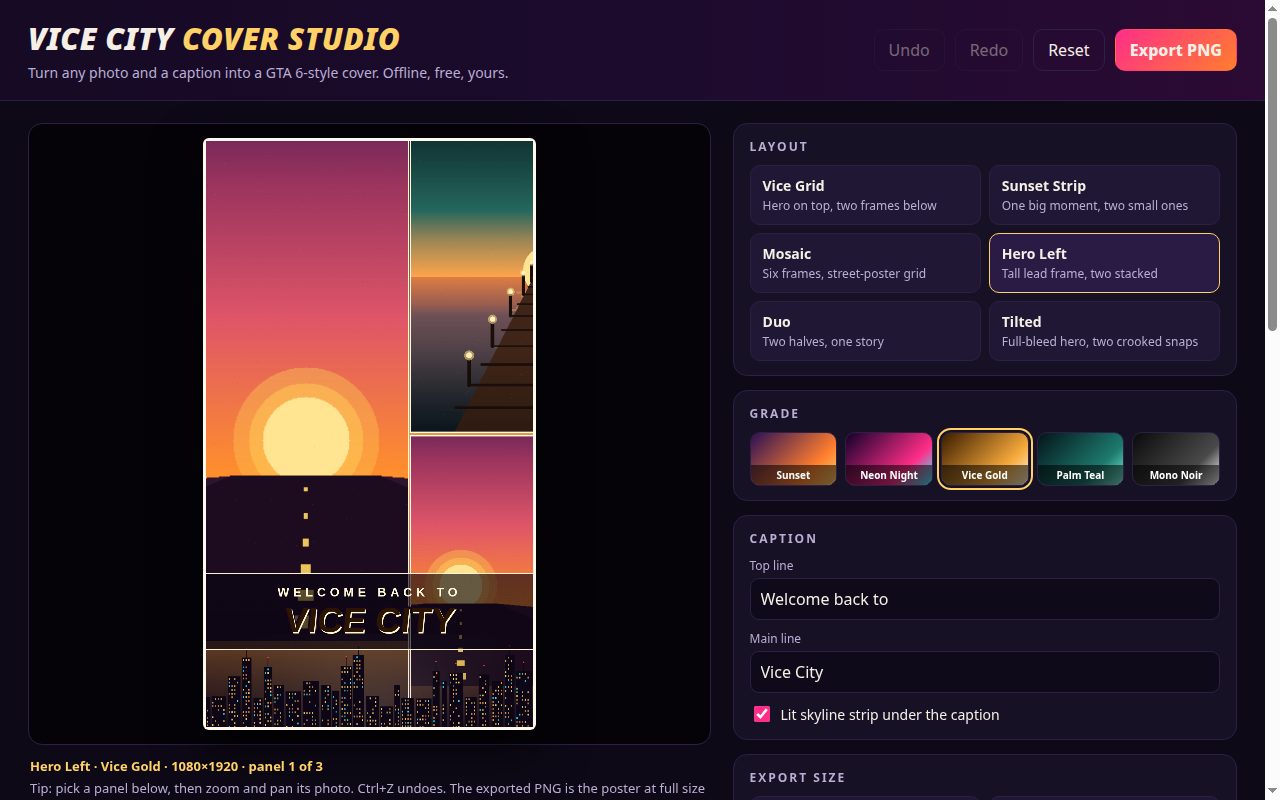 VICE CITY COVER STUDIO
Turn any photo and a caption into a GTA 6-style cover. Offline, free, yours.
Undo
Redo
Reset
Export PNG
WELCOME BACK TO
VICE CITY
Hero Left · Vice Gold · 1080×1920 · panel 1 of 3
Tip: pick a panel below, then zoom and pan its photo. Ctrl+Z undoes. The exported PNG is the poster at full size
LAYOUT
Vice Grid
Hero on top, two frames below
Sunset Strip
One big moment, two small ones
Mosaic
Six frames, street-poster grid
Hero Left
Tall lead frame, two stacked
Duo
Two halves, one story
Tilted
Full-bleed hero, two crooked snaps
GRADE
Sunset
Neon Night
Vice Gold
Palm Teal
Mono Noir
CAPTION
Top line
Welcome back to
Main line
Vice City
Lit skyline strip under the caption
EXPORT SIZE